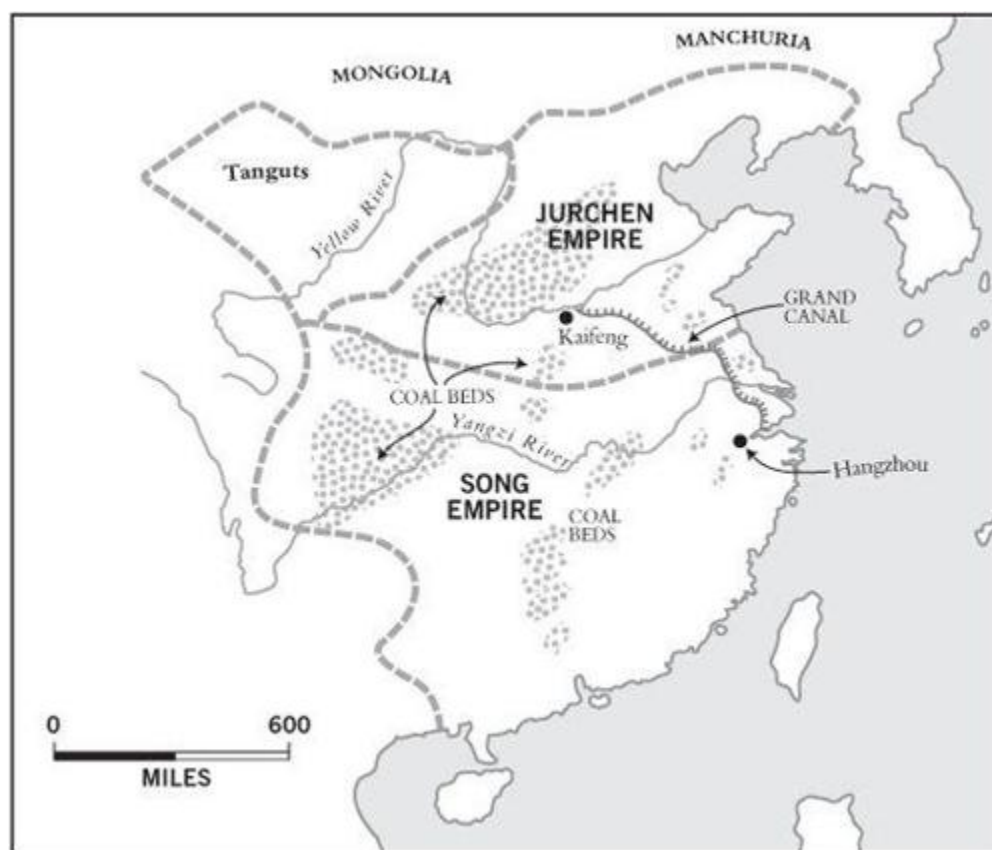 MANCHURIA
MONGOLIA
Tanguts
Yellow River
JURCHEN
EMPIRE
GRAND
CANAL
Kaifeng
COAL BEDS
Yangzi River
Hangzhou
SONG
EMPIRE
COAL
BEDS
0 600
MILES